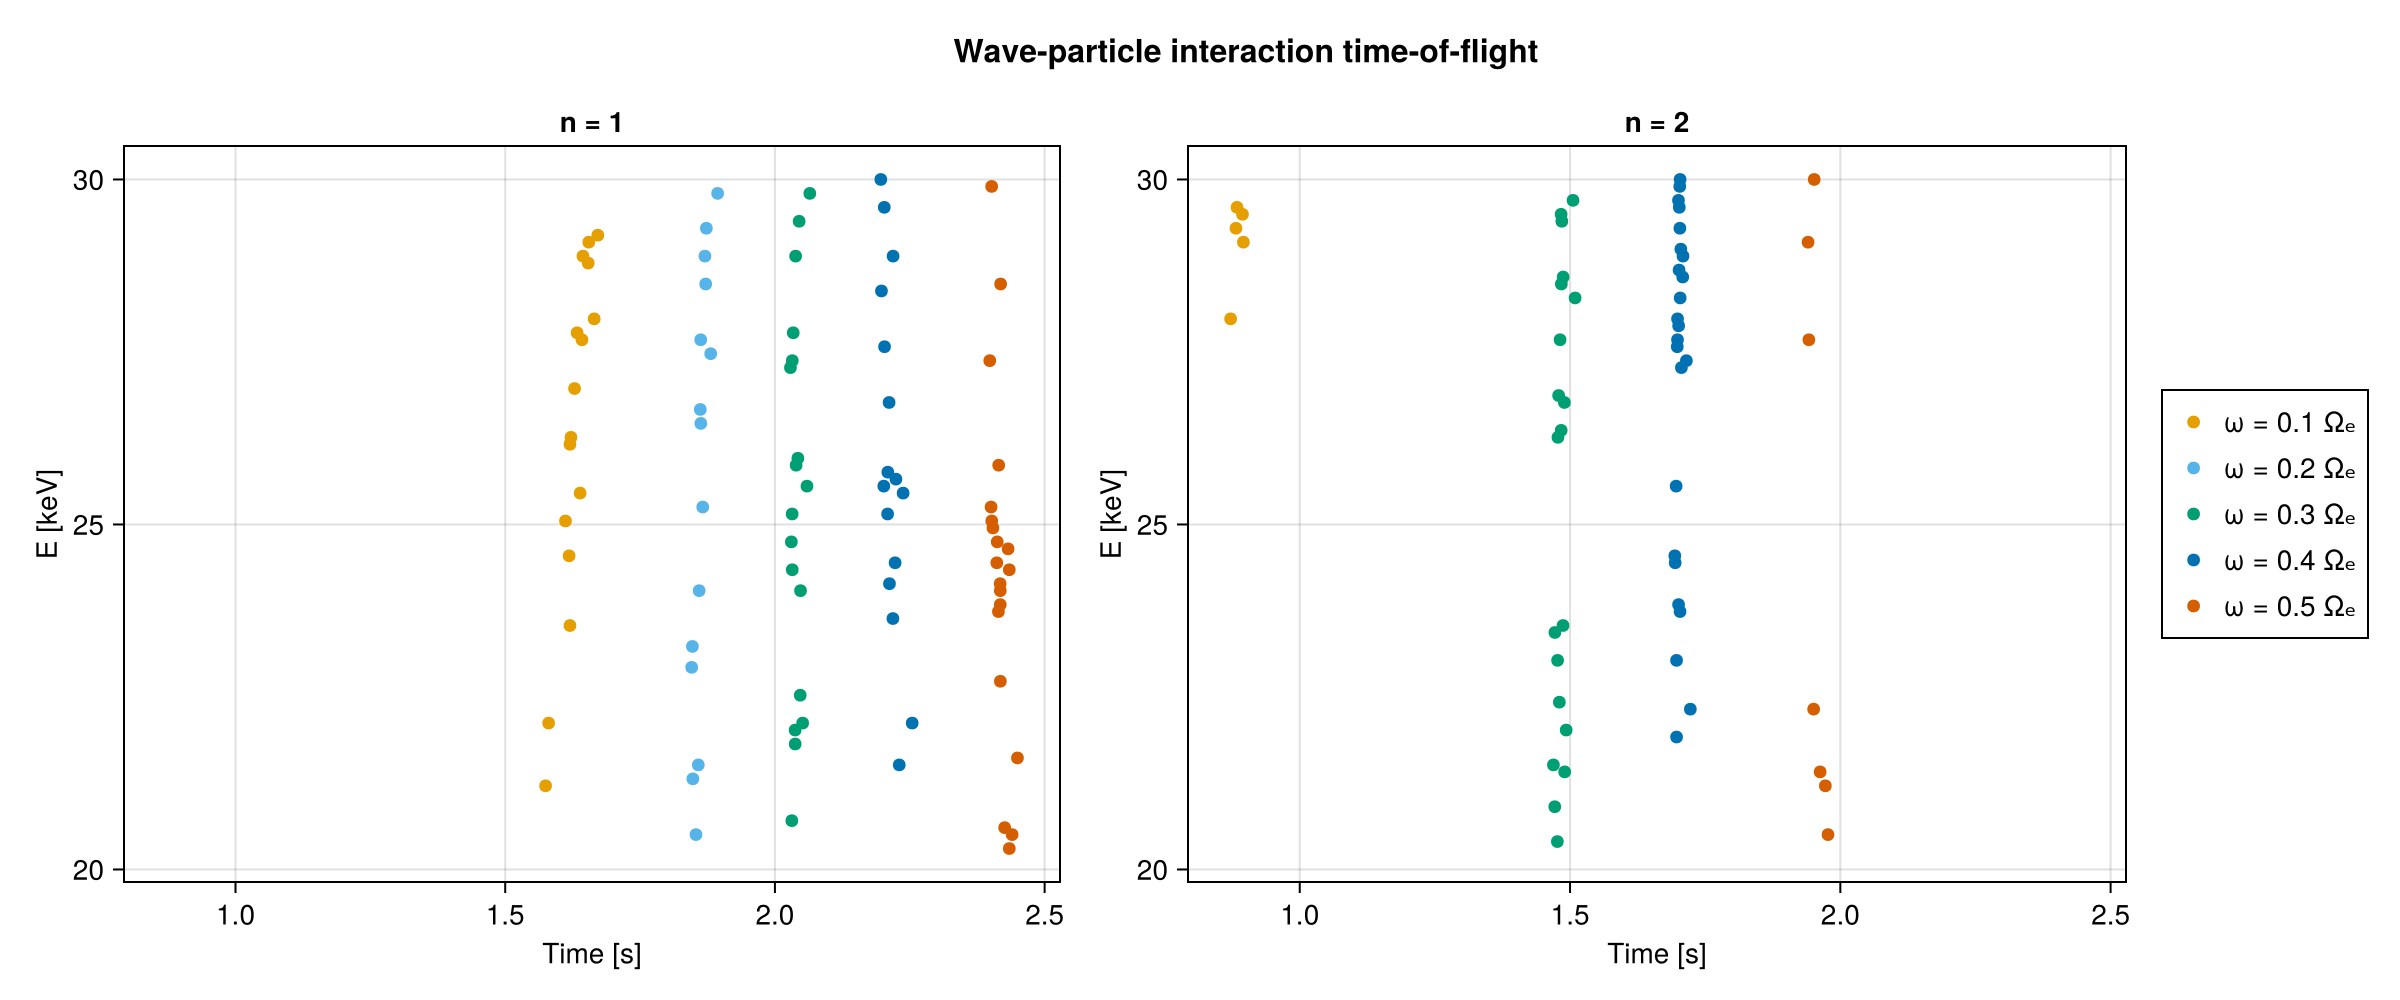 Wave-particle interaction time-of-flight
n = 1
n = 2
30
25
20
E [keV]
1.0
1.5
2.0
2.5
Time [s]
30
25
20
E [keV]
1.0
1.5
2.0
2.5
Time [s]
ω = 0.1 Ωₑ
ω = 0.2 Ωₑ
ω = 0.3 Ωₑ
ω = 0.4 Ωₑ
ω = 0.5 Ωₑ